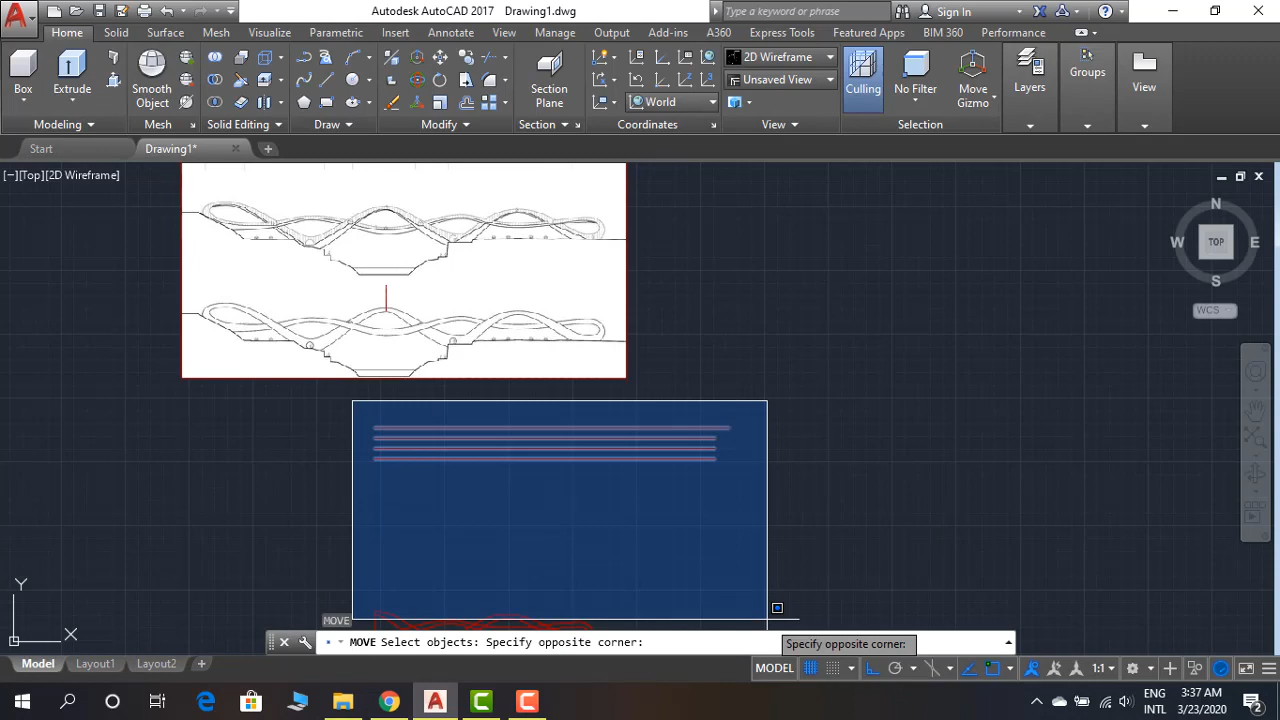 Autodesk AutoCAD 2017 Drawing1.dwg
Type a keyword or phrase
Sign In
Home Solid Surface Mesh Visualize Parametric Insert Annotate View Manage Output Add-ins A360 Express Tools Featured Apps BIM 360 Performance
Box
Extrude
Smooth Object
Section Plane
2D Wireframe
Unsaved View
World
Culling
No Filter
Move Gizmo
Layers
Groups
View
Modeling Mesh Solid Editing Draw Modify Section Coordinates View Selection
Start Drawing1*
[−][Top][2D Wireframe]
N
W TOP E
S
WCS
Y
X
MOVE
MOVE Select objects: Specify opposite corner:
Specify opposite corner:
Model Layout1 Layout2
MODEL
1:1
ENG
INTL
3:37 AM
3/23/2020
2